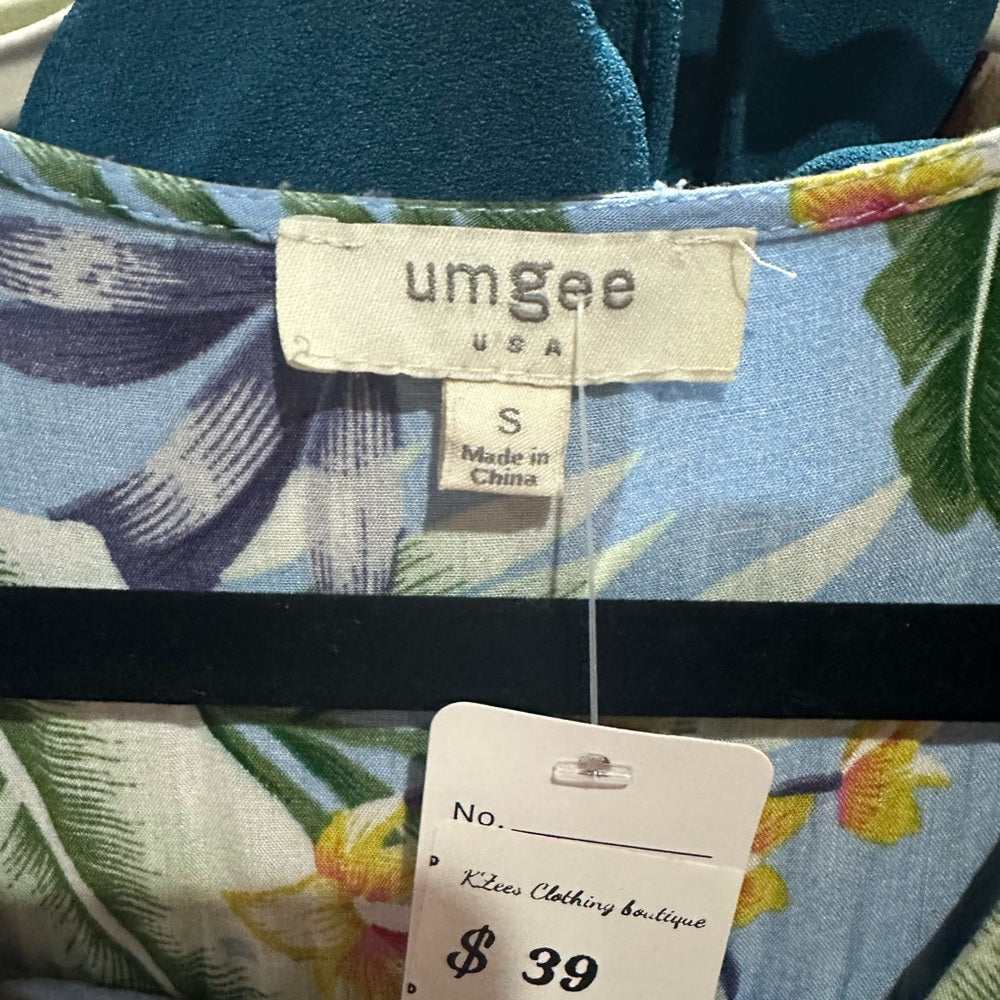 umgee
USA
S
Made in
China
No.
KZees Clothing boutique
$ 39